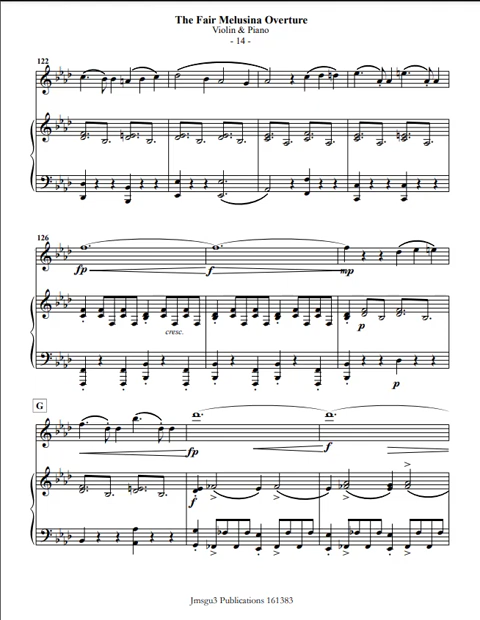 The Fair Melusina Overture
Violin & Piano
- 14 -
122
126
fp
f
mp
cresc.
p
p
G
fp
f
f
Jmsgu3 Publications 161383